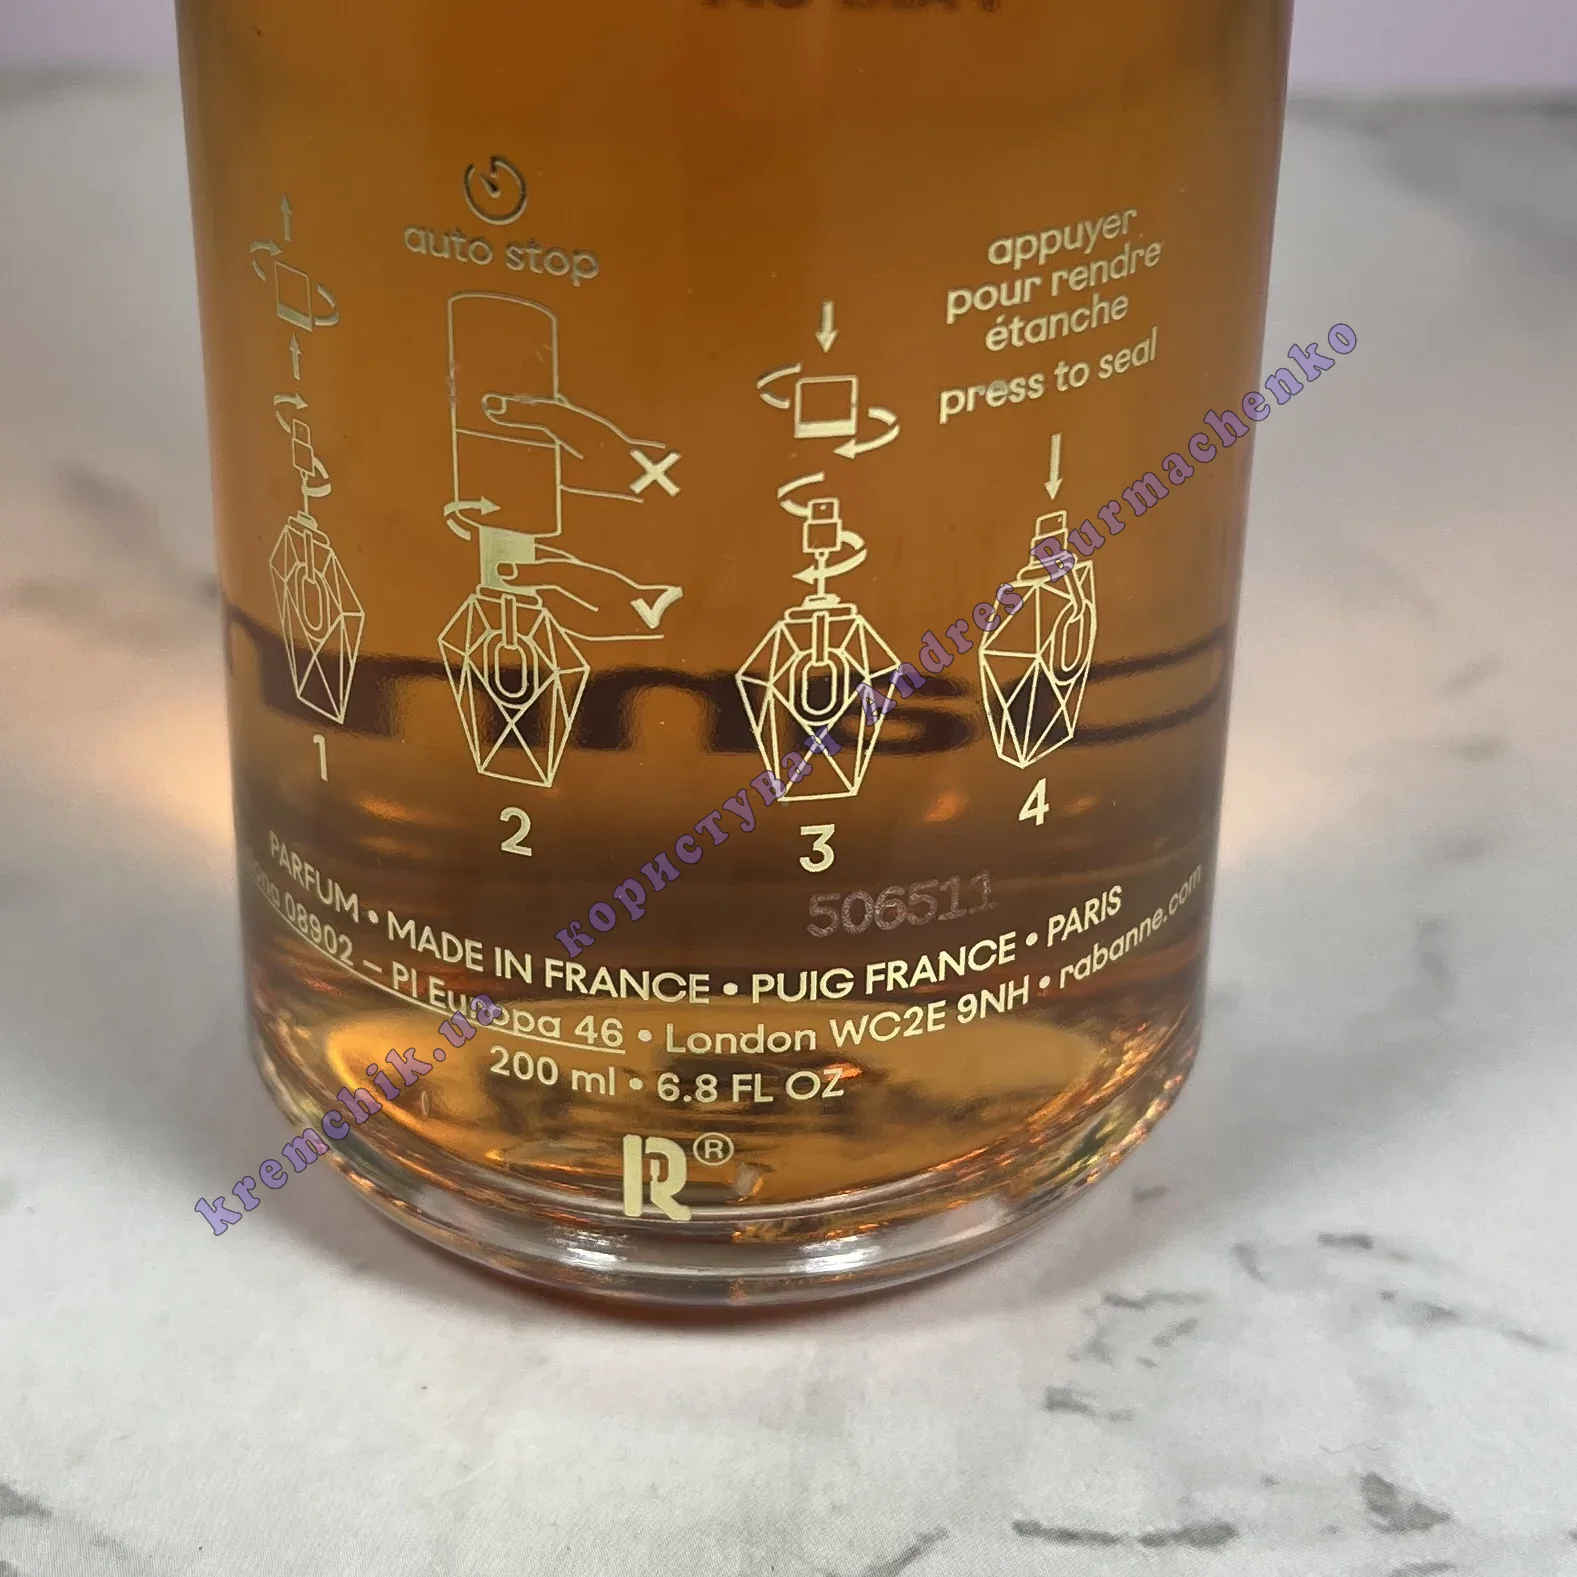 auto stop
appuyer
pour rendre
étanche
press to seal
1
2
3
4
506511
PARFUM • MADE IN FRANCE • PUIG FRANCE • PARIS
08902 – PI Europa 46 • London WC2E 9NH • rabanne.com
200 ml • 6.8 FL OZ
R®
kremchik.ua користувач Andres Burmachenko